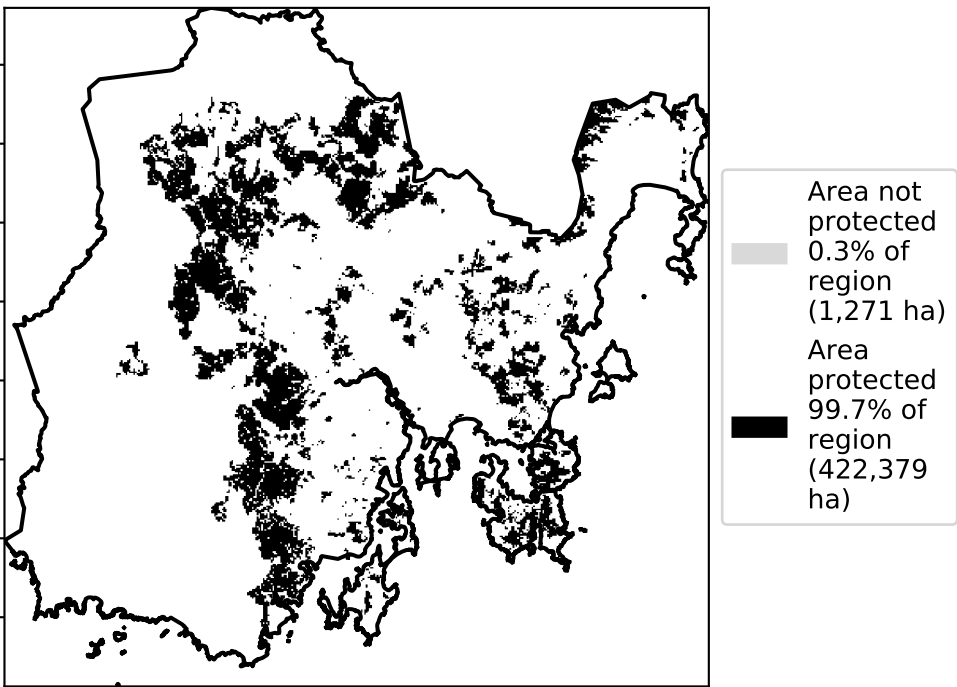 Area not
protected
0.3% of
region
(1,271 ha)
Area
protected
99.7% of
region
(422,379
ha)